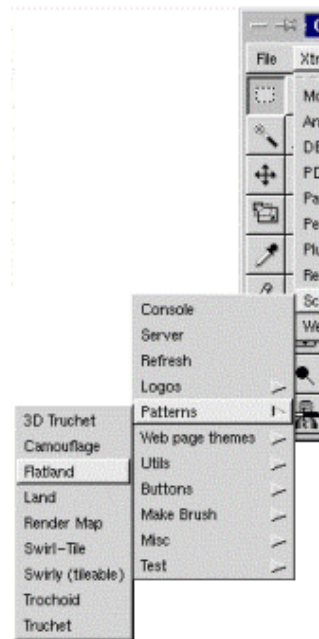 File Xtr
Mo
An
DE
PD
Pa
Pe
Plu
Re
Sc
We
Console
Server
Refresh
Logos
Patterns
Web page themes
Utils
Buttons
Make Brush
Misc
Test
3D Truchet
Camouflage
Flatland
Land
Render Map
Swirl-Tile
Swirly (tileable)
Trochoid
Truchet